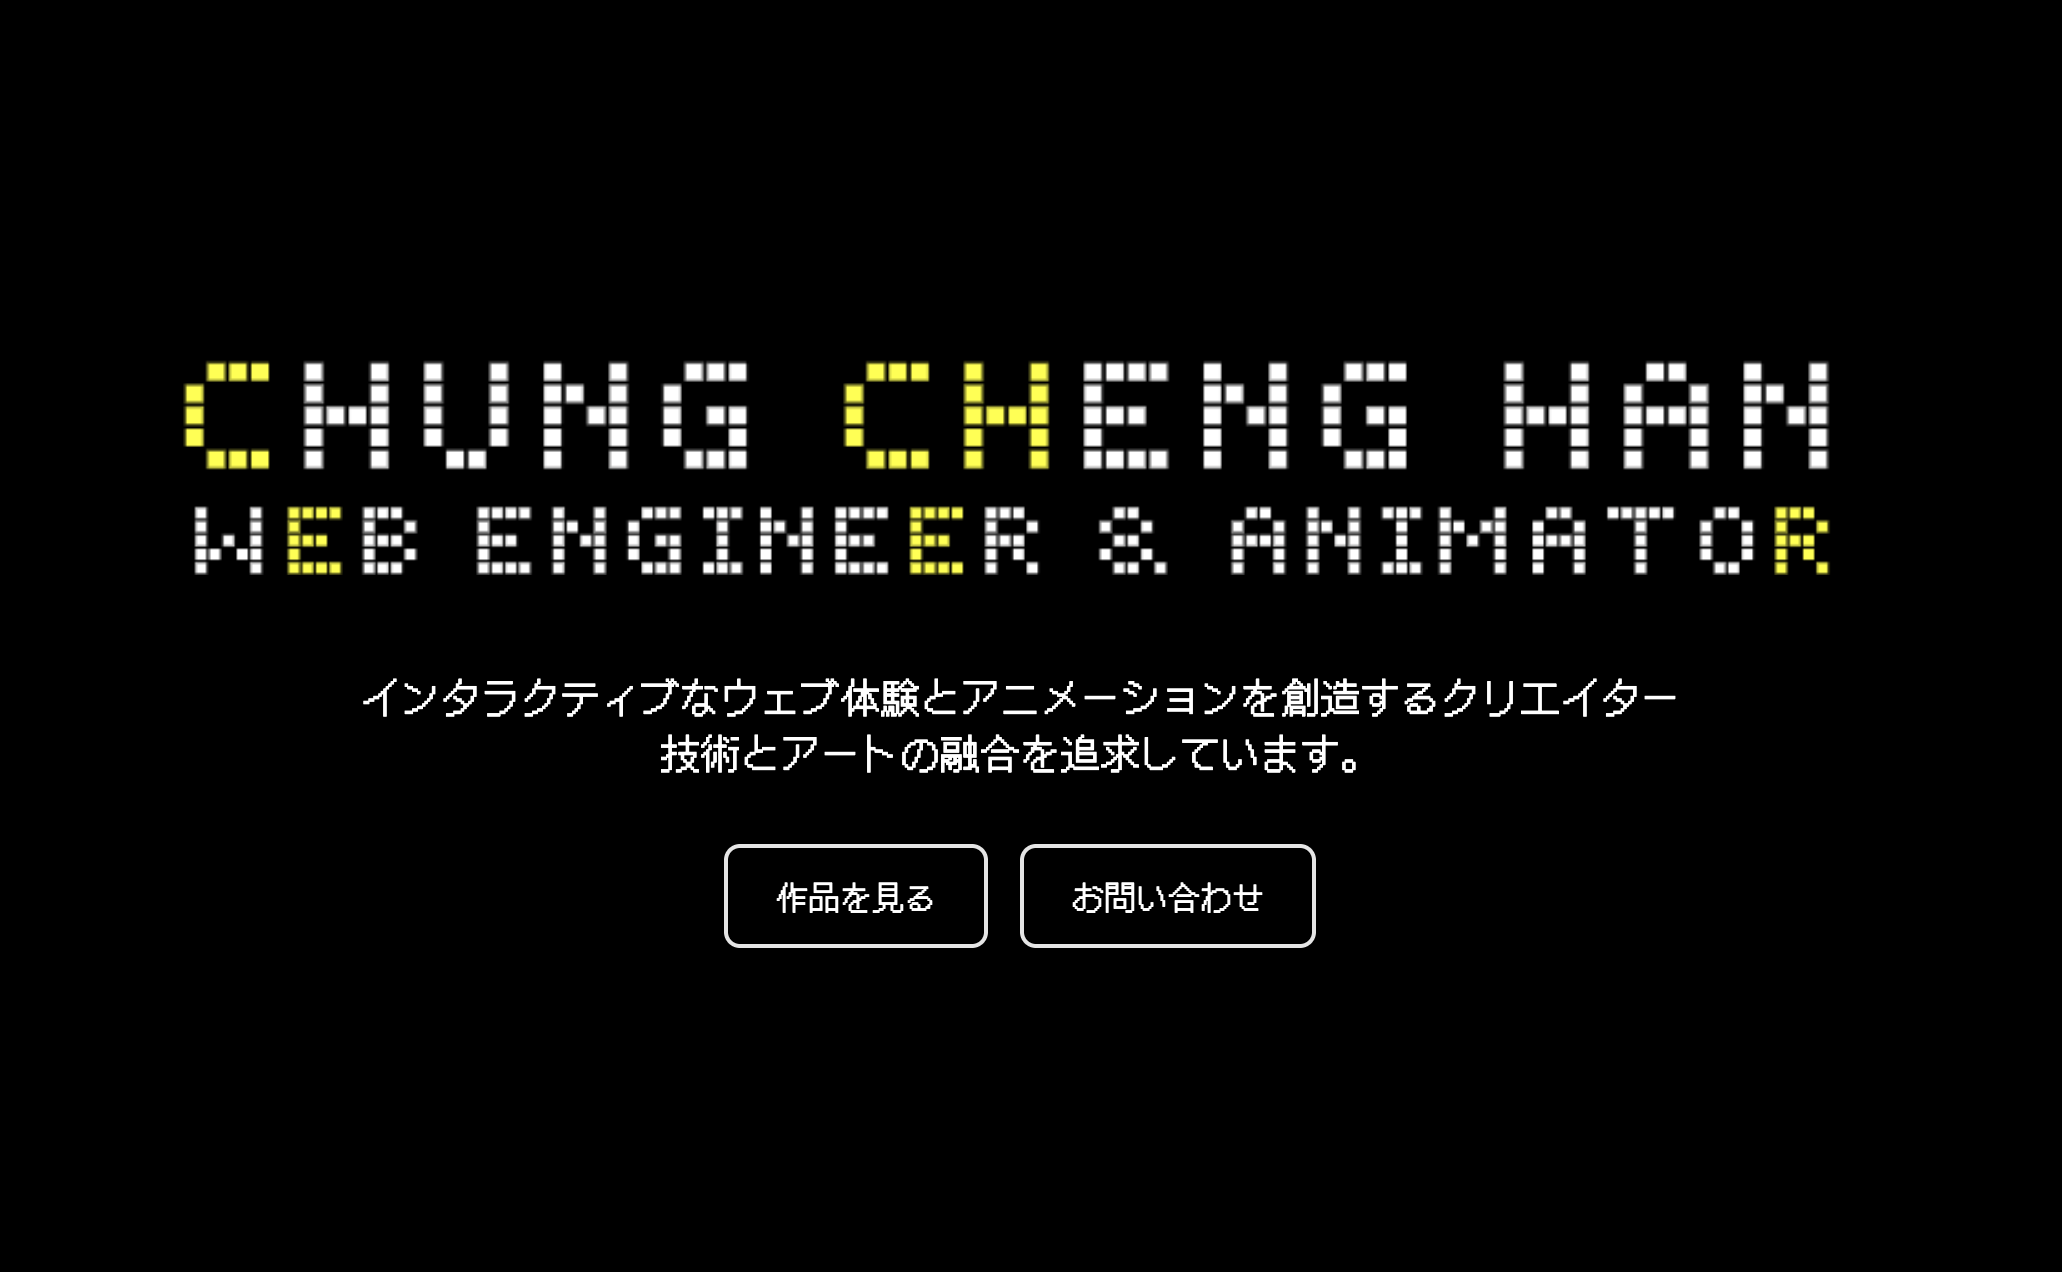 CHUNG CHENG HAN
WEB ENGINEER & ANIMATOR
インタラクティブなウェブ体験とアニメーションを創造するクリエイター
技術とアートの融合を追求しています。
作品を見る
お問い合わせ